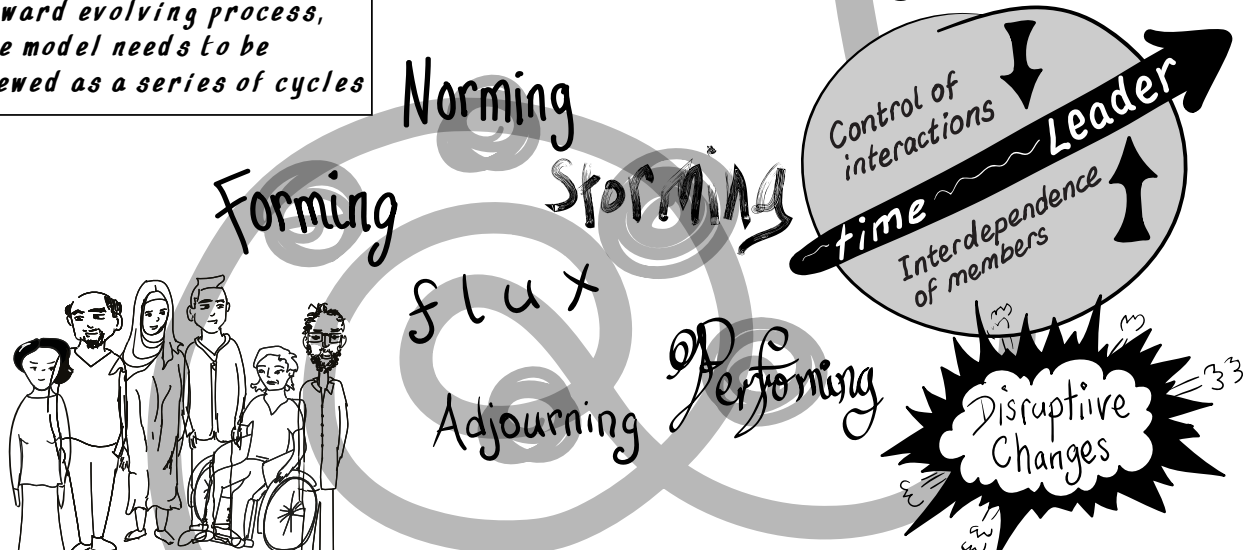 ward evolving process,
e model needs to be
ewed as a series of cycles
Norming
Storming
Forming
flux
Performing
Adjourning
Control of
interactions
time Leader
Interdependence
of members
Disruptiive
Changes